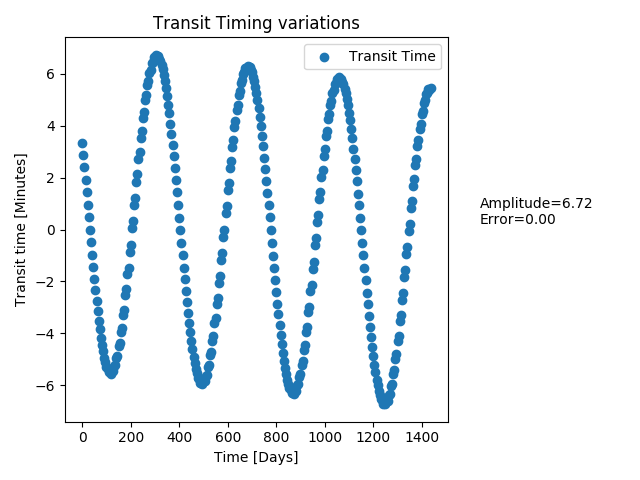 Transit Timing variations
Transit Time
Transit time [Minutes]
6
4
2
0
−2
−4
−6
0 200 400 600 800 1000 1200 1400
Time [Days]
Amplitude=6.72
Error=0.00